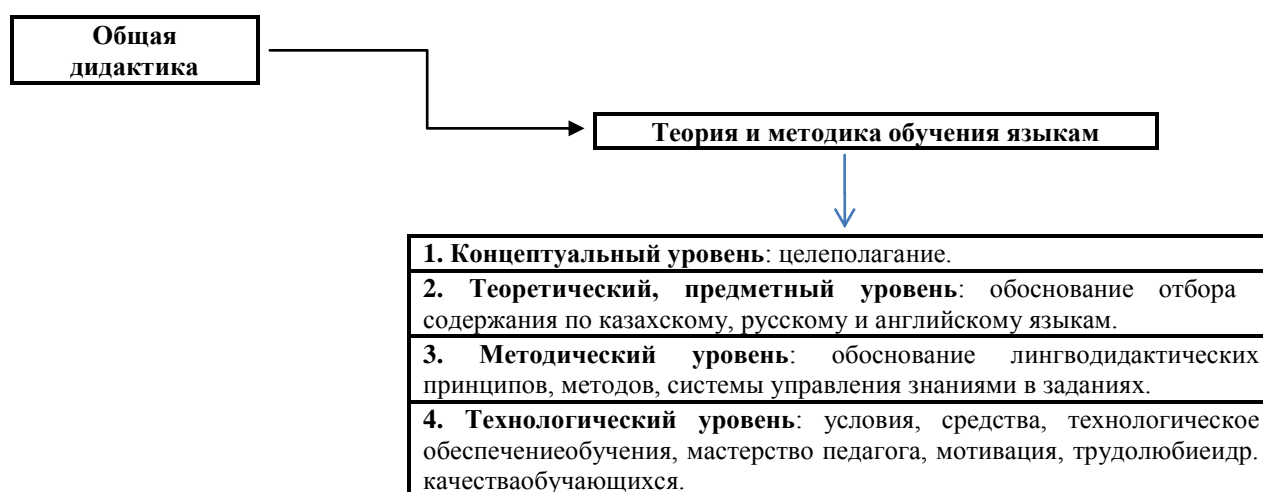 Общая
дидактика
Теория и методика обучения языкам
1. Концептуальный уровень: целеполагание.
2. Теоретический, предметный уровень: обоснование отбора
содержания по казахскому, русскому и английскому языкам.
3. Методический уровень: обоснование лингводидактических
принципов, методов, системы управления знаниями в заданиях.
4. Технологический уровень: условия, средства, технологическое
обеспечениеобучения, мастерство педагога, мотивация, трудолюбиеидр.
качестваобучающихся.